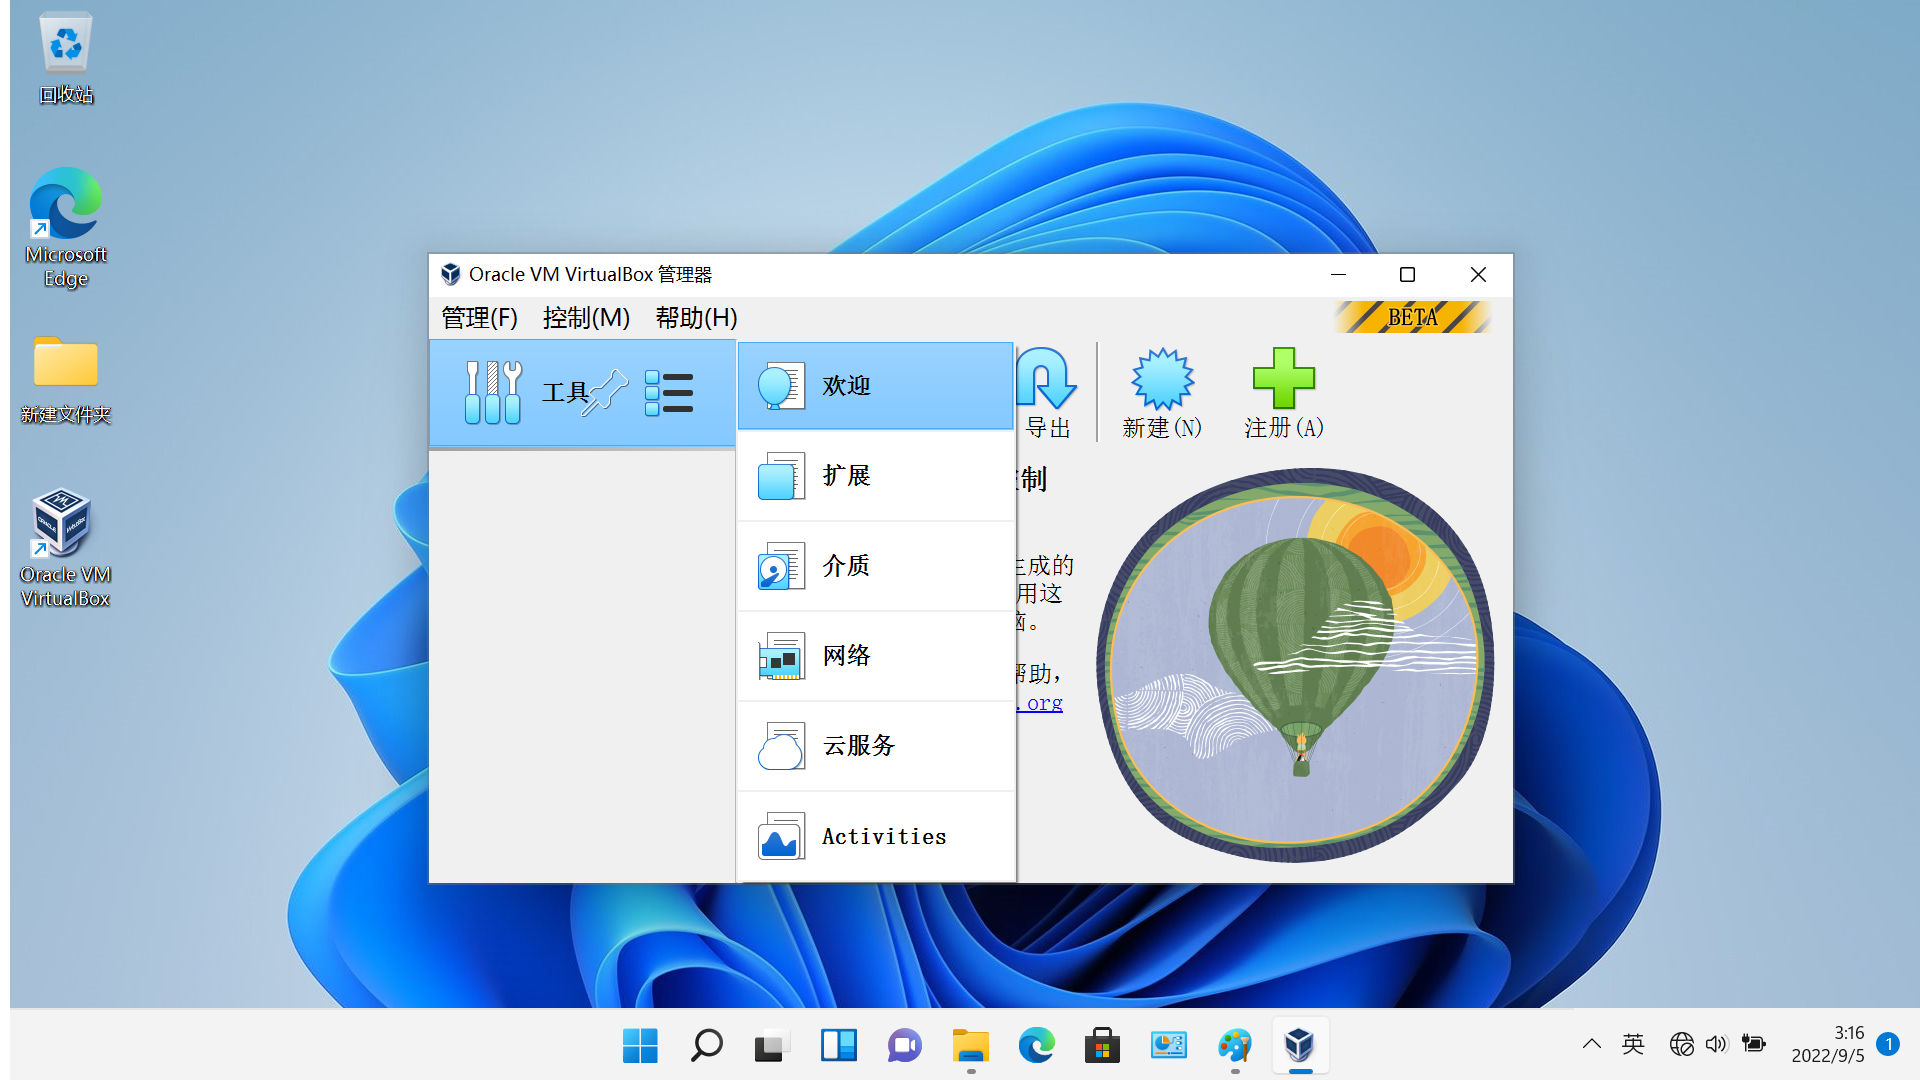 回收站
Microsoft
Edge
新建文件夹
Oracle VM
VirtualBox
Oracle VM VirtualBox 管理器
管理(F) 控制(M) 帮助(H)
BETA
工具
欢迎
扩展
介质
网络
云服务
Activities
导出
新建(N)
注册(A)
制
成的
用这
。
帮助，
.org
英
3:16
2022/9/5
1